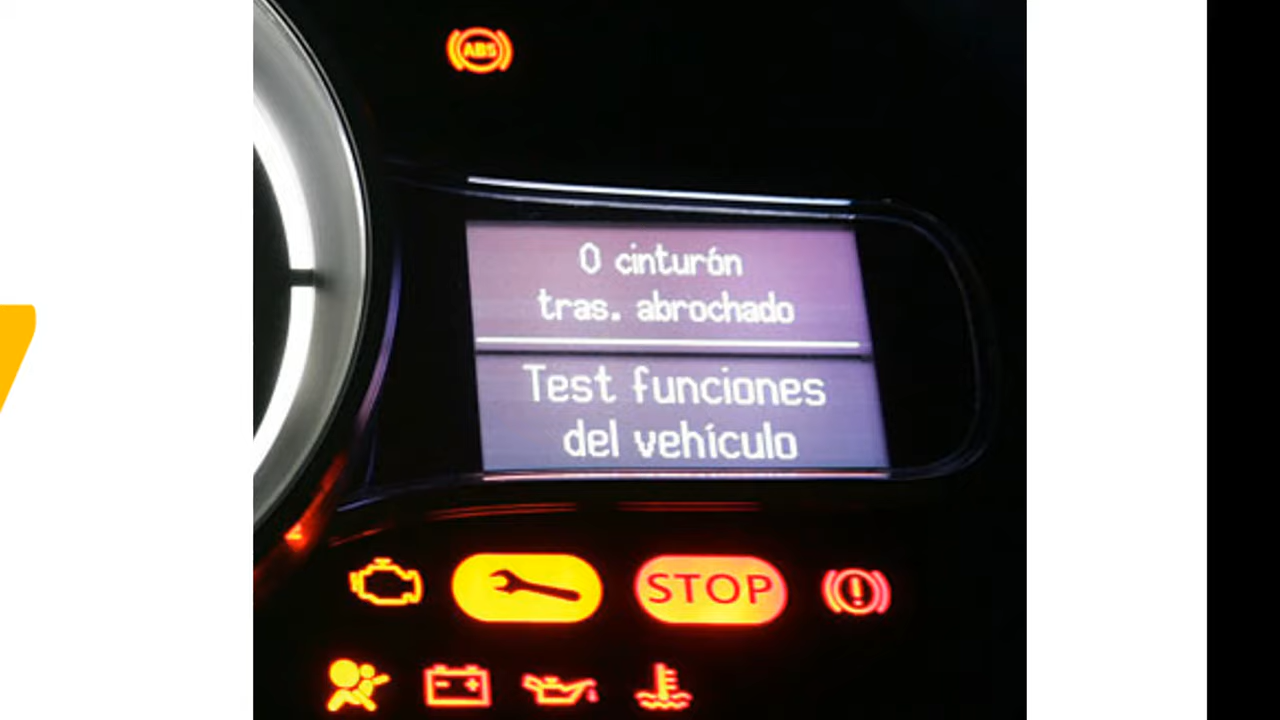 ABS
0 cinturón
tras. abrochado
Test funciones
del vehículo
STOP